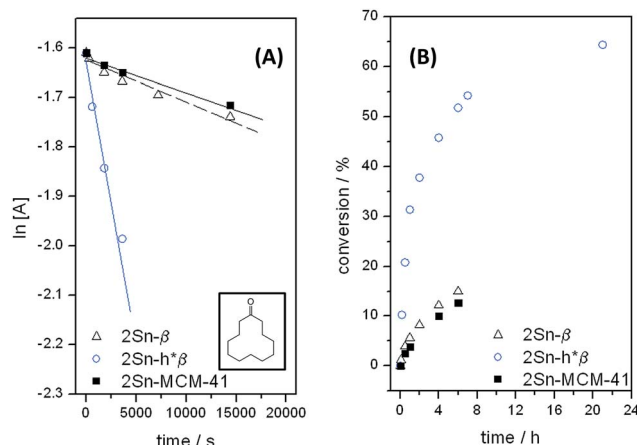 (A)
-1.6
-1.7
-1.8
-1.9
-2.0
-2.1
-2.2
-2.3
ln [A]
2Sn-β
2Sn-h*β
2Sn-MCM-41
O
0 5000 10000 15000 20000
time / s
(B)
70
60
50
40
30
20
10
0
conversion / %
2Sn-β
2Sn-h*β
2Sn-MCM-41
0 4 8 12 16 20 24
time / h